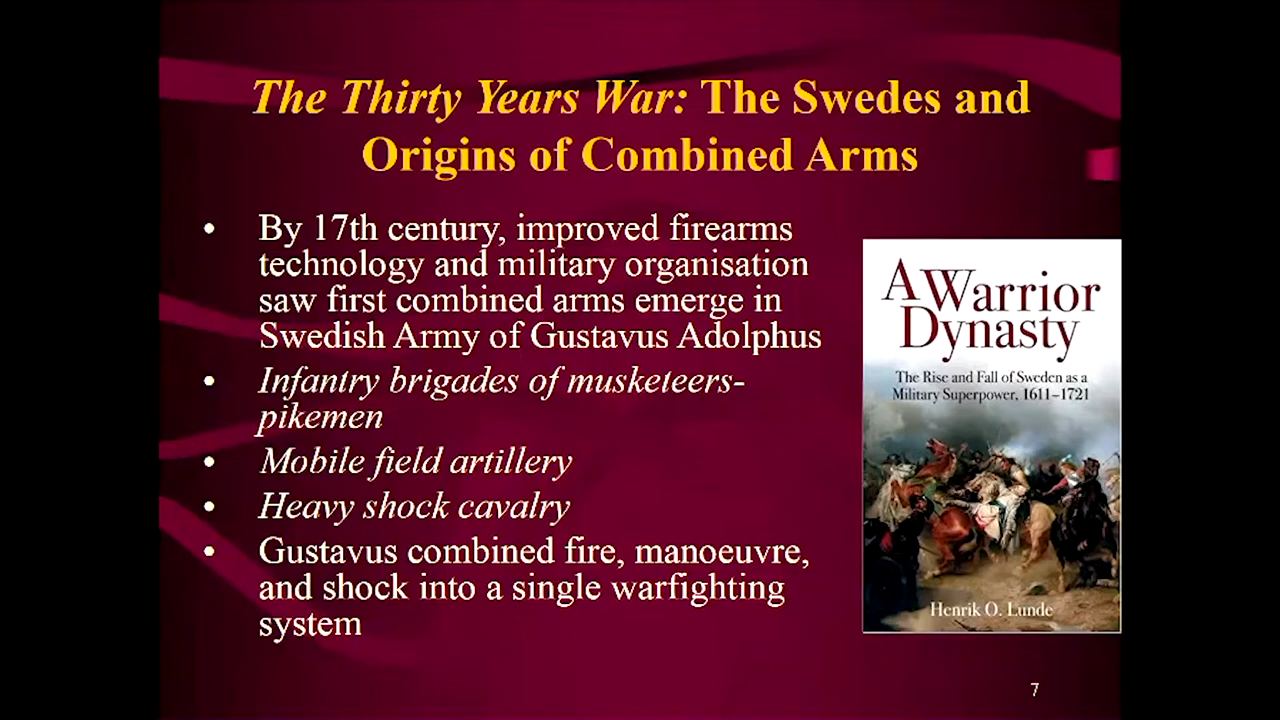 The Thirty Years War: The Swedes and
Origins of Combined Arms
• By 17th century, improved firearms
technology and military organisation
saw first combined arms emerge in
Swedish Army of Gustavus Adolphus
• Infantry brigades of musketeers-
pikemen
• Mobile field artillery
• Heavy shock cavalry
• Gustavus combined fire, manoeuvre,
and shock into a single warfighting
system
A Warrior
Dynasty
The Rise and Fall of Sweden as a
Military Superpower, 1611–1721
Henrik O. Lunde
7